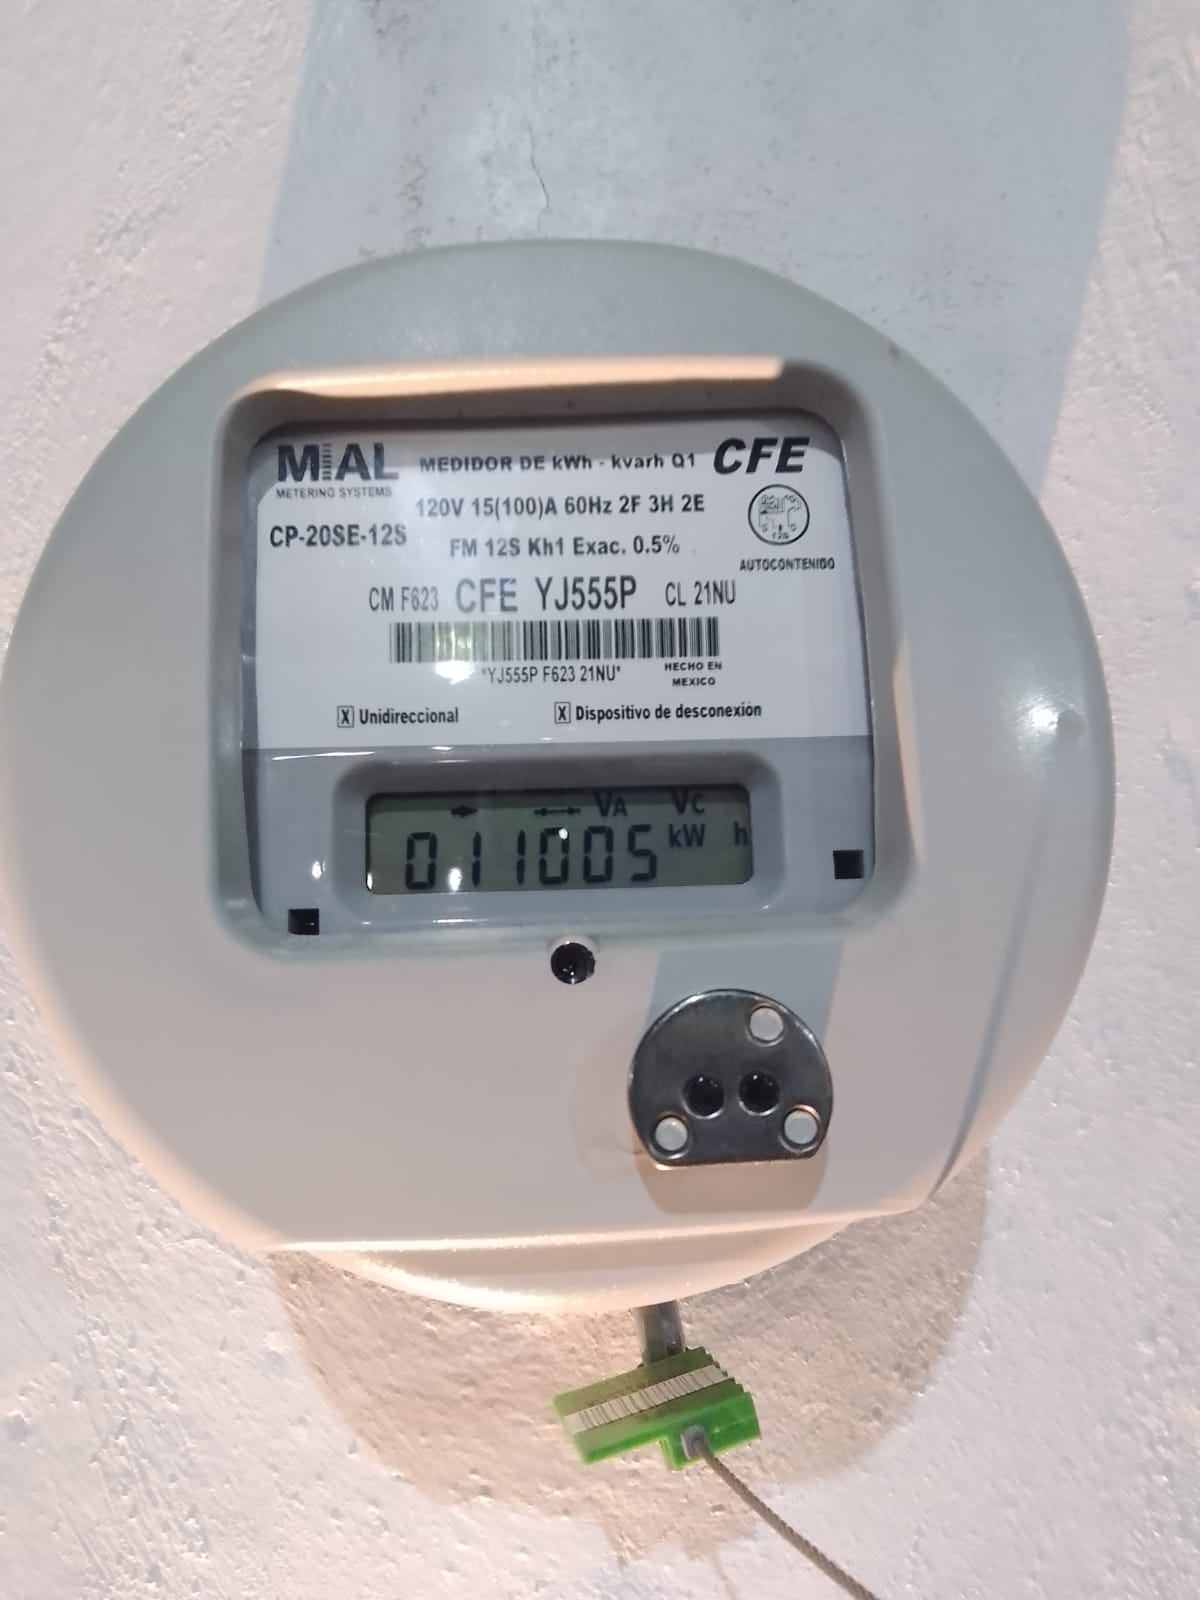 MIAL
METERING SYSTEMS
MEDIDOR DE kWh - kvarh Q1
CFE
120V 15(100)A 60Hz 2F 3H 2E
CP-20SE-12S
FM 12S Kh1 Exac. 0.5%
12S
AUTOCONTENIDO
CM F623 CFE YJ555P CL 21NU
*YJ555P F623 21NU*
HECHO EN
MEXICO
X Unidireccional
X Dispositivo de desconexión
VA VC
011005 kW h